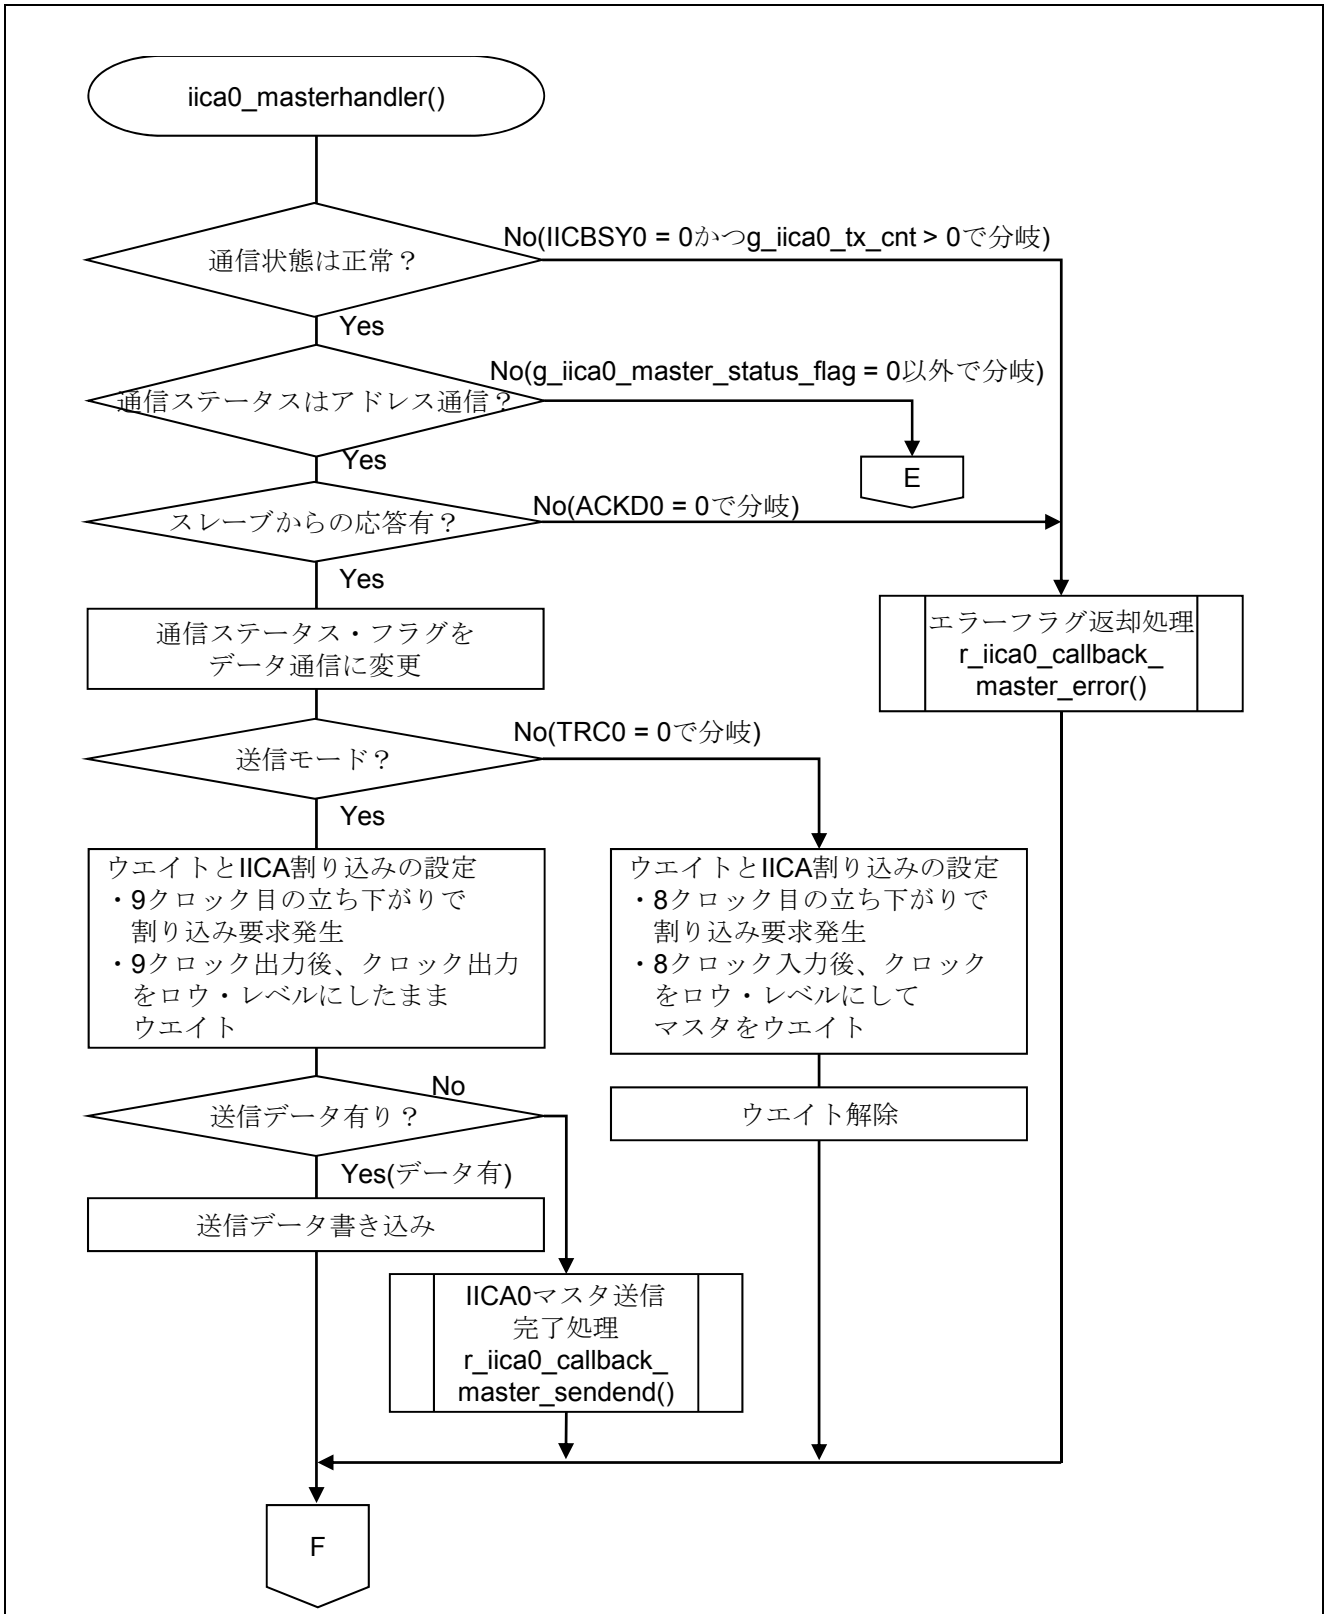 iica0_masterhandler()
通信状態は正常？
No(IICBSY0 = 0かつg_iica0_tx_cnt > 0で分岐)
Yes
通信ステータスはアドレス通信？
No(g_iica0_master_status_flag = 0以外で分岐)
E
Yes
スレーブからの応答有？
No(ACKD0 = 0で分岐)
Yes
エラーフラグ返却処理
r_iica0_callback_
master_error()
通信ステータス・フラグを
データ通信に変更
送信モード？
No(TRC0 = 0で分岐)
Yes
ウエイトとIICA割り込みの設定
・9クロック目の立ち下がりで
割り込み要求発生
・9クロック出力後、クロック出力
をロウ・レベルにしたまま
ウエイト
ウエイトとIICA割り込みの設定
・8クロック目の立ち下がりで
割り込み要求発生
・8クロック入力後、クロック
をロウ・レベルにして
マスタをウエイト
送信データ有り？
No
ウエイト解除
Yes(データ有)
送信データ書き込み
IICA0マスタ送信
完了処理
r_iica0_callback_
master_sendend()
F